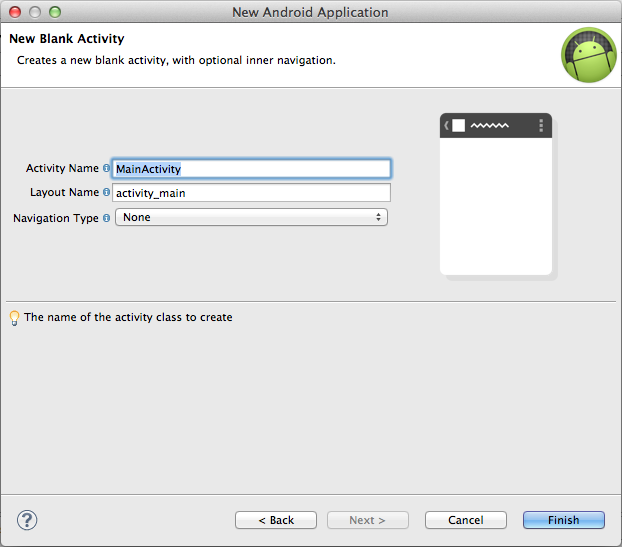 New Android Application
New Blank Activity
Creates a new blank activity, with optional inner navigation.
Activity Name MainActivity
Layout Name activity_main
Navigation Type None
The name of the activity class to create
? < Back Next > Cancel Finish